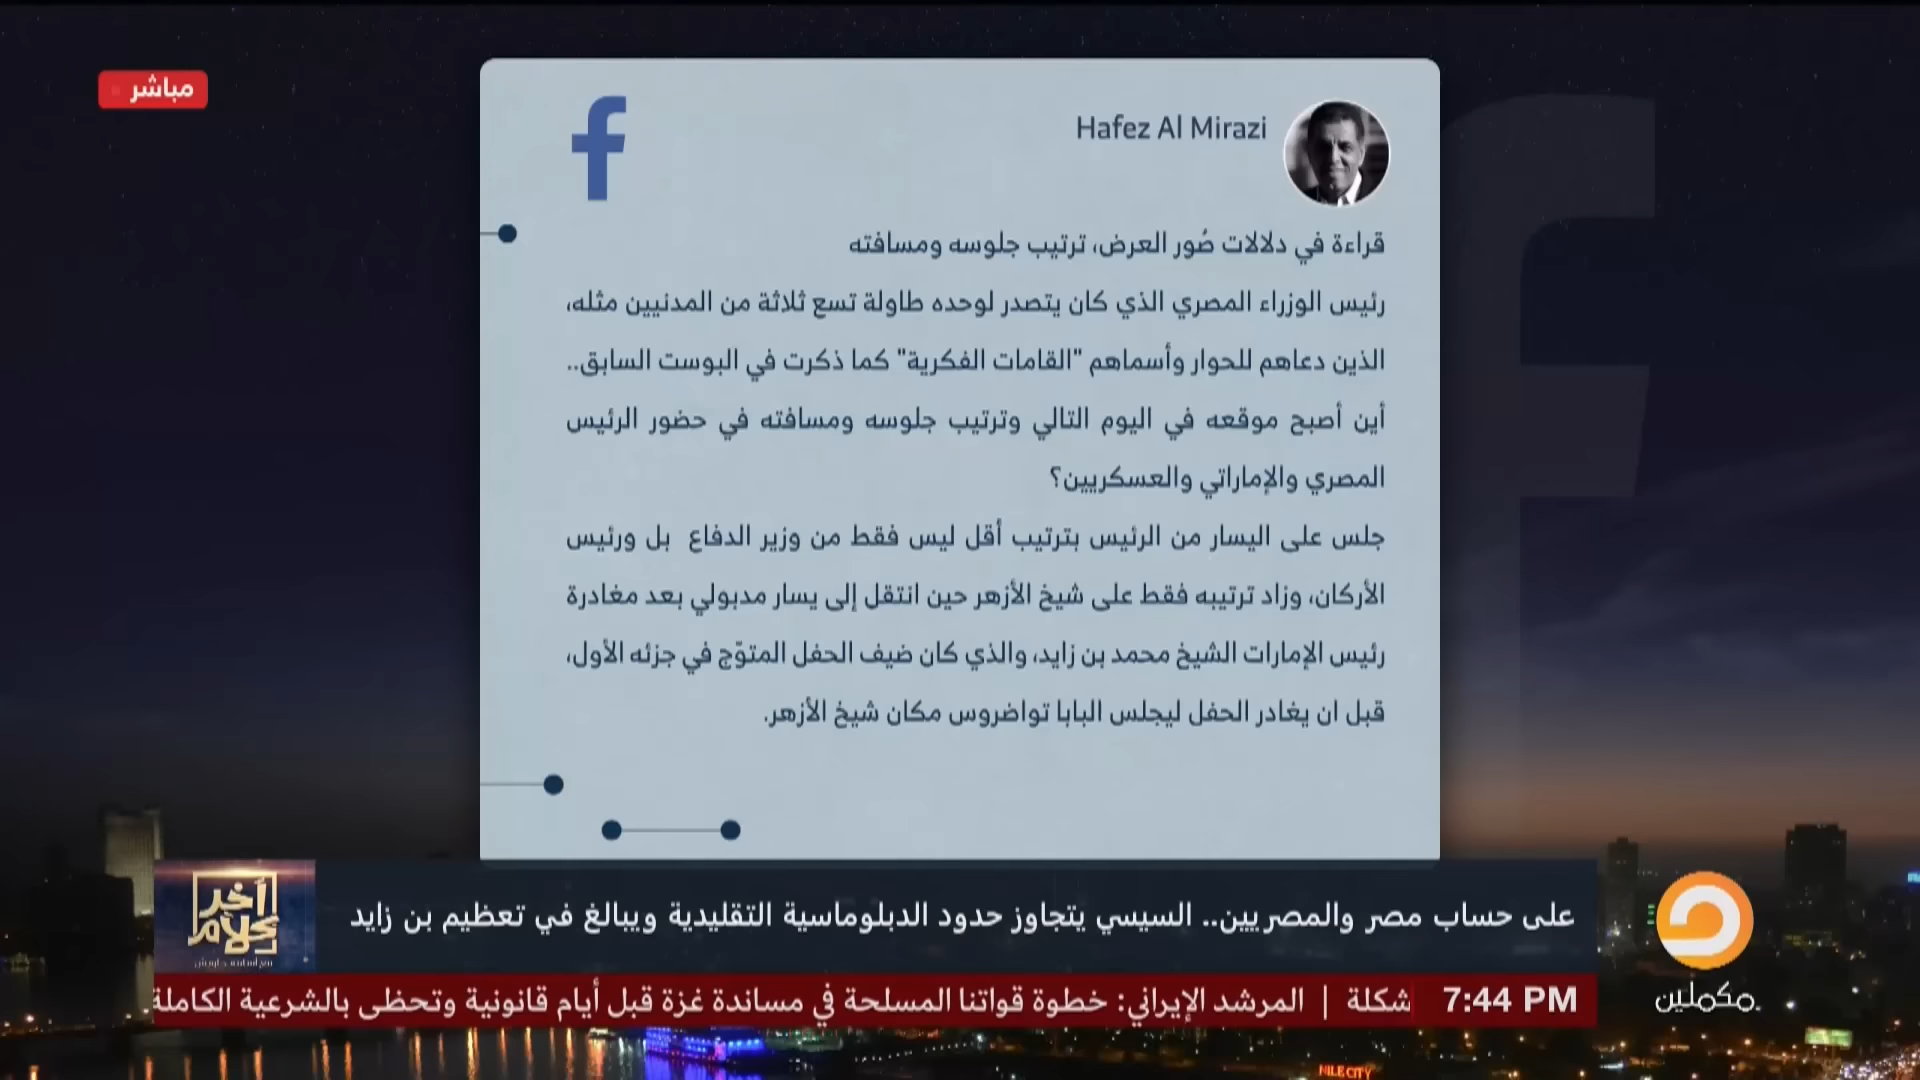 مباشر
Hafez Al Mirazi
قراءة في دلالات صُور العرض، ترتيب جلوسه ومسافته
رئيس الوزراء المصري الذي كان يتصدر لوحده طاولة تسع ثلاثة من المدنيين مثله،
الذين دعاهم للحوار وأسماهم "القامات الفكرية" كما ذكرت في البوست السابق..
أين أصبح موقعه في اليوم التالي وترتيب جلوسه ومسافته في حضور الرئيس
المصري والإماراتي والعسكريين؟
جلس على اليسار من الرئيس بترتيب أقل ليس فقط من وزير الدفاع بل ورئيس
الأركان، وزاد ترتيبه فقط على شيخ الأزهر حين انتقل إلى يسار مدبولي بعد مغادرة
رئيس الإمارات الشيخ محمد بن زايد، والذي كان ضيف الحفل المتوّج في جزئه الأول،
قبل ان يغادر الحفل ليجلس البابا تواضروس مكان شيخ الأزهر.
على حساب مصر والمصريين.. السيسي يتجاوز حدود الدبلوماسية التقليدية ويبالغ في تعظيم بن زايد
آخر كلام
مع أسامة جاويش
7:44 PM
شكلة | المرشد الإيراني: خطوة قواتنا المسلحة في مساندة غزة قبل أيام قانونية وتحظى بالشرعية الكاملة
مكملين
NILE CITY